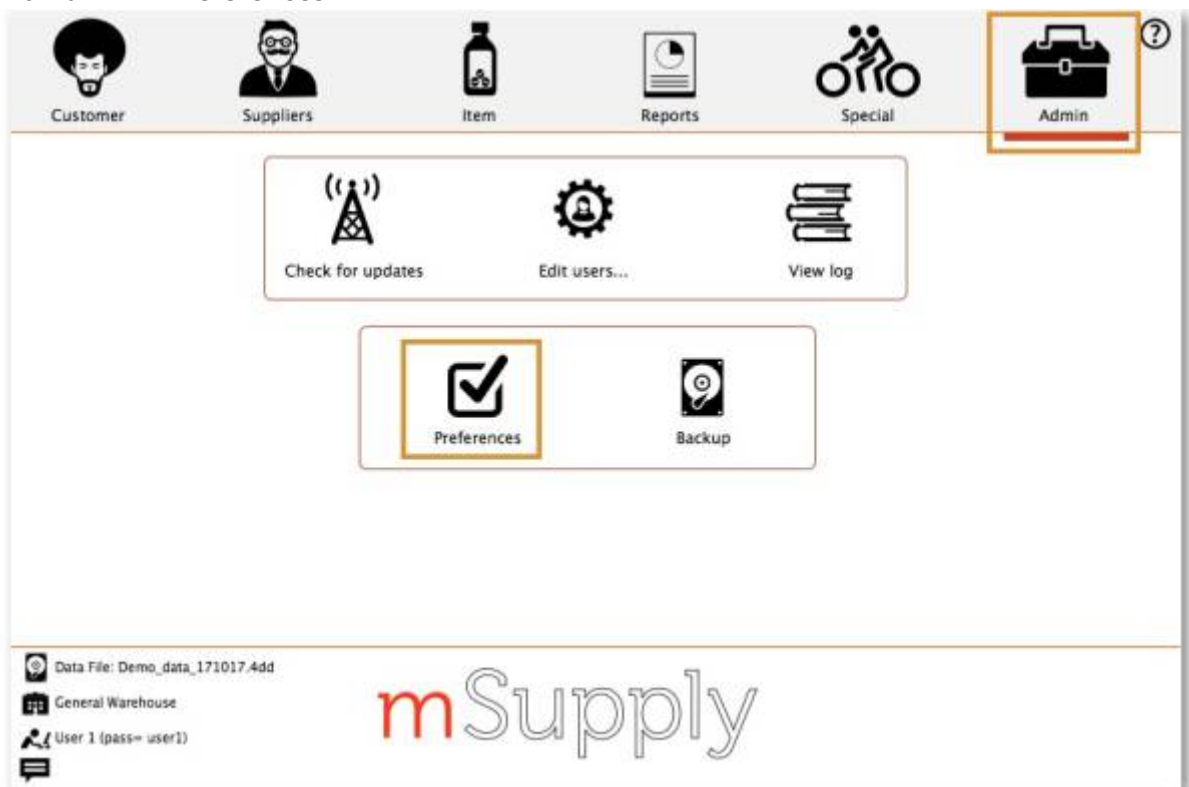 Customer Suppliers Item Reports Special Admin
?
Check for updates Edit users... View log
Preferences Backup
Data File: Demo_data_171017.4dd
General Warehouse
User 1 (pass= user1)
mSupply